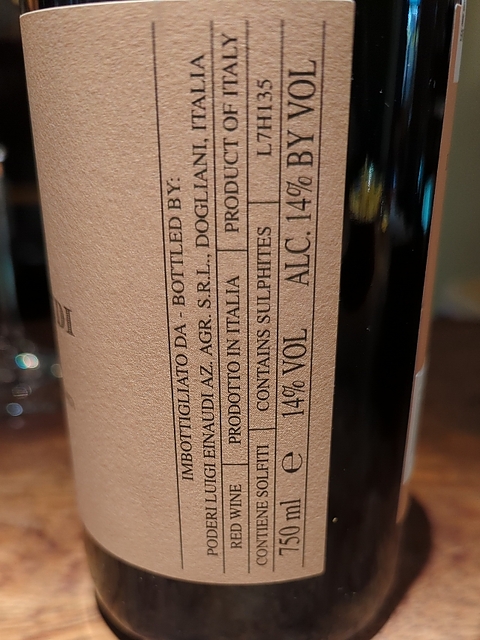 DI
IMBOTTIGLIATO DA - BOTTLED BY:
PODERI LUIGI EINAUDI AZ. AGR. S.R.L., DOGLIANI, ITALIA
RED WINE PRODOTTO IN ITALIA PRODUCT OF ITALY
CONTIENE SOLFITI CONTAINS SULPHITES L7H135
750 ml e 14% VOL ALC. 14% BY VOL